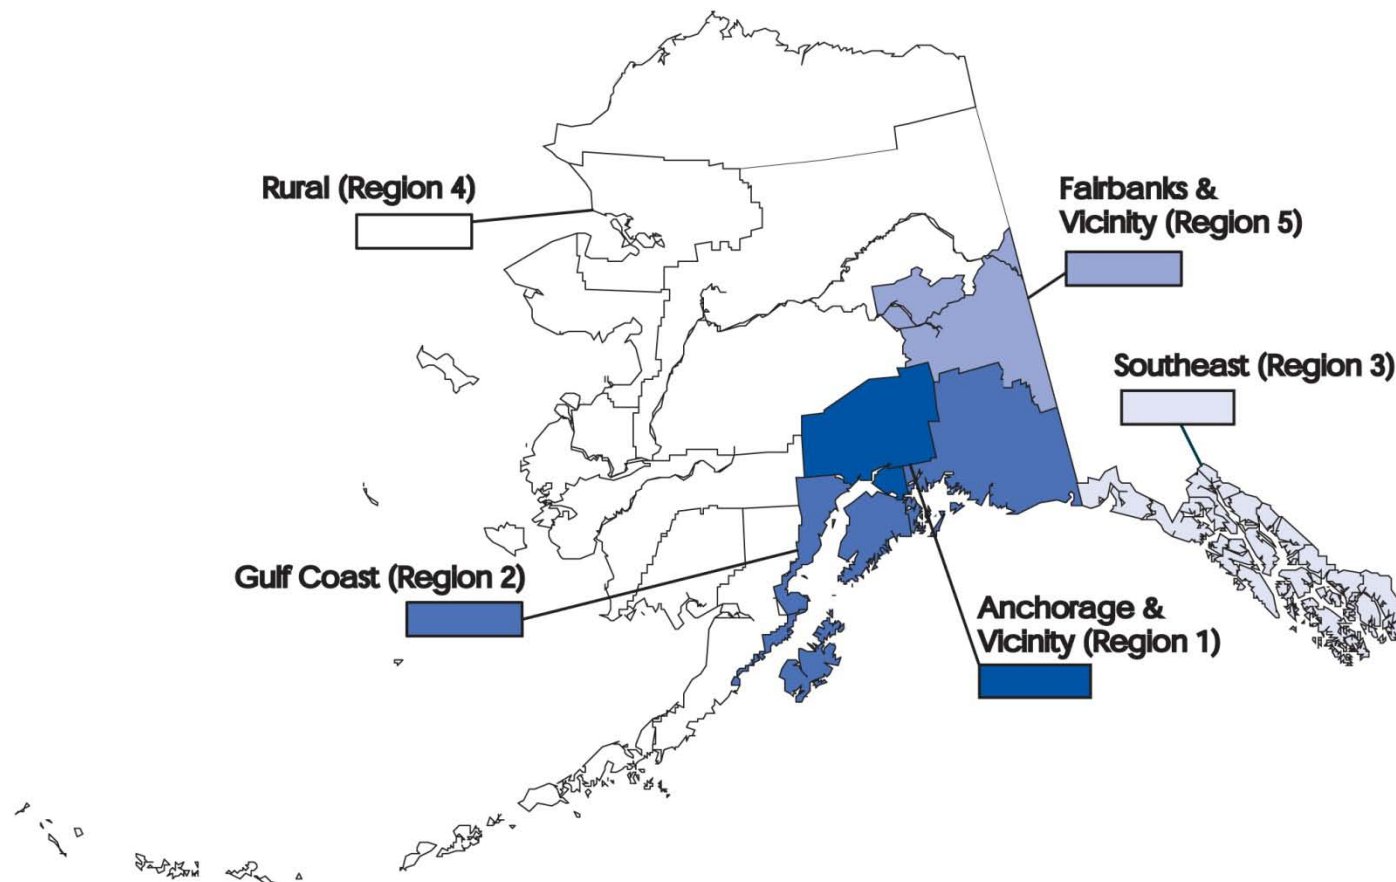 Rural (Region 4)
Fairbanks &
Vicinity (Region 5)
Southeast (Region 3)
Gulf Coast (Region 2)
Anchorage &
Vicinity (Region 1)